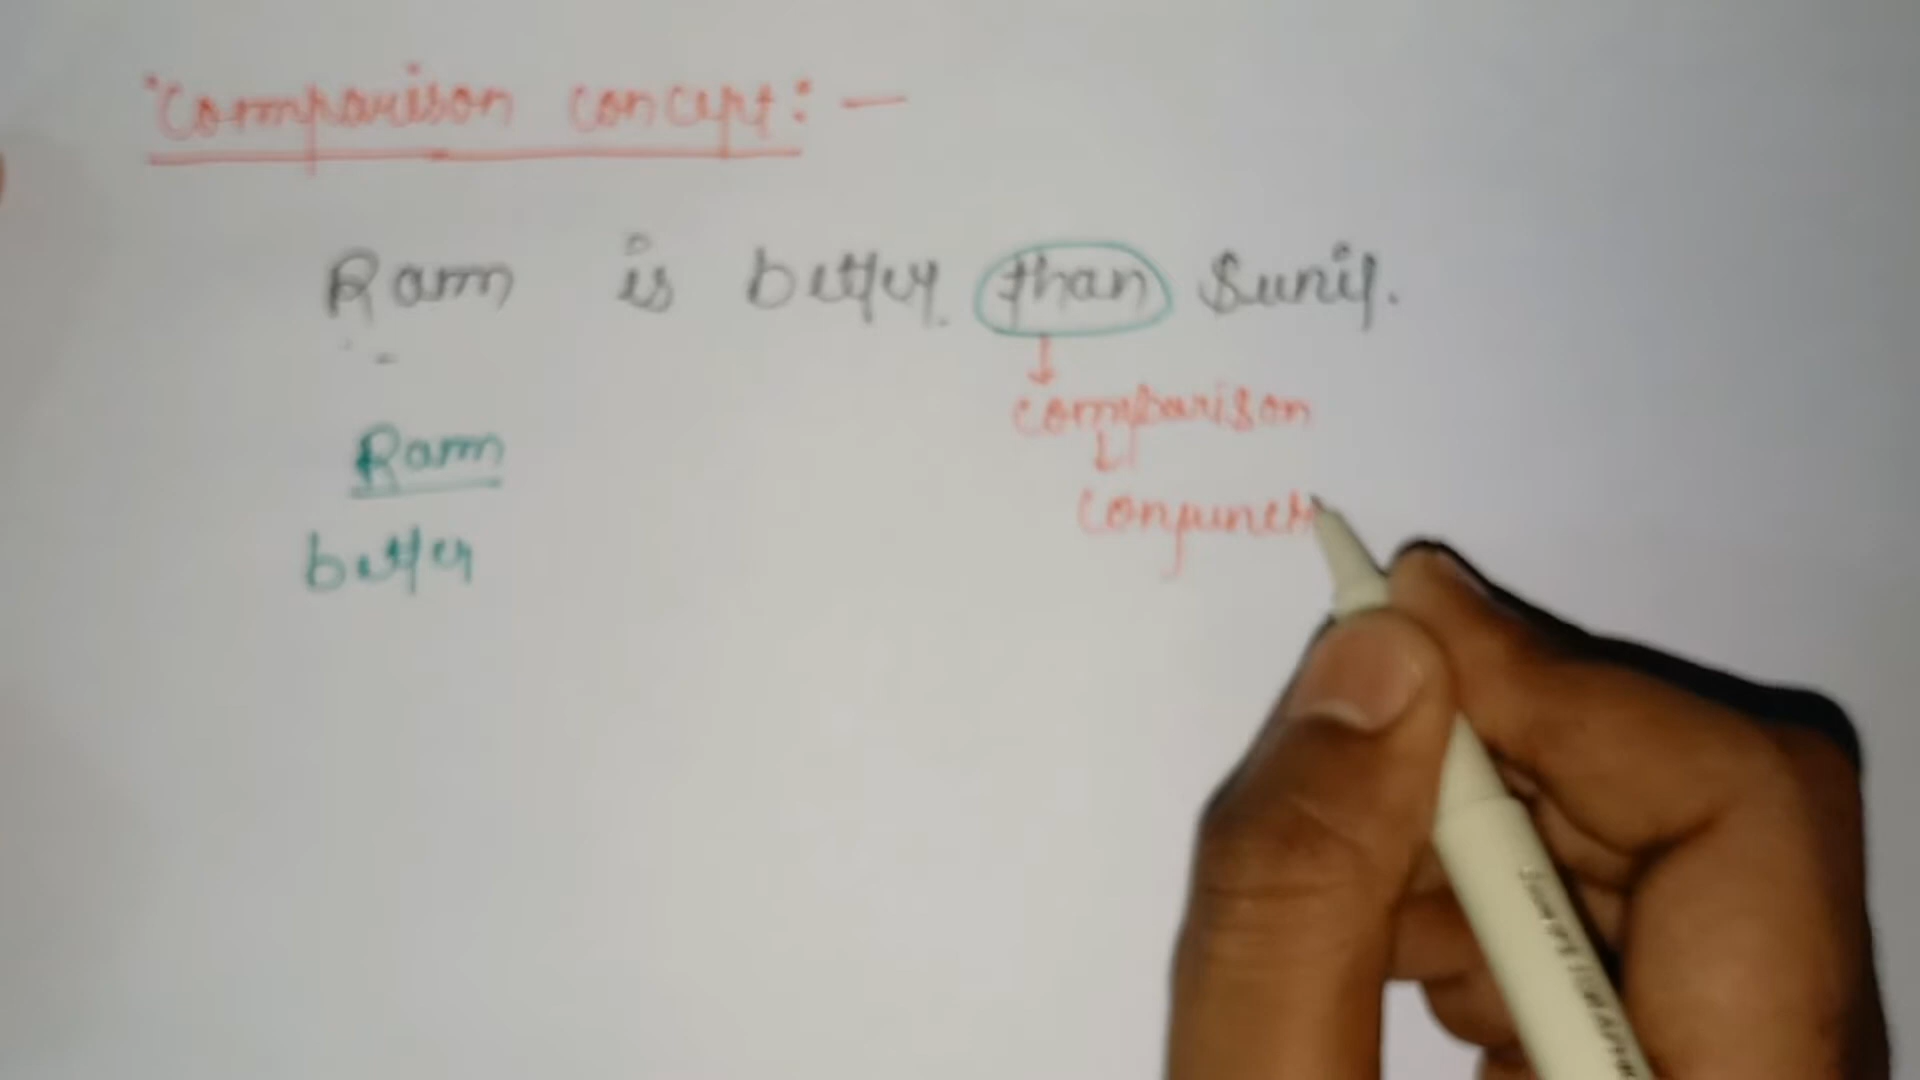 Comparison concept:-
Ram is better than Sunil.
comparison
Ram
Conjunct
better